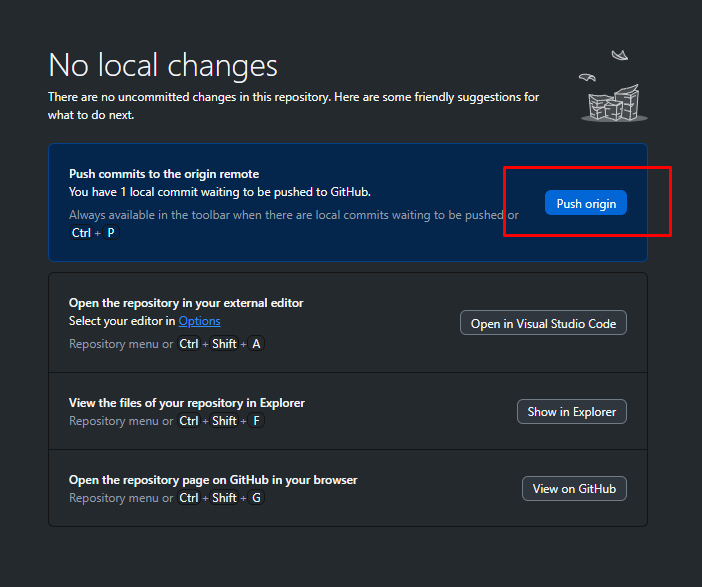 No local changes
There are no uncommitted changes in this repository. Here are some friendly suggestions for
what to do next.
Push commits to the origin remote
You have 1 local commit waiting to be pushed to GitHub.
Always available in the toolbar when there are local commits waiting to be pushed or
Ctrl + P
Push origin
Open the repository in your external editor
Select your editor in Options
Repository menu or Ctrl + Shift + A
Open in Visual Studio Code
View the files of your repository in Explorer
Repository menu or Ctrl + Shift + F
Show in Explorer
Open the repository page on GitHub in your browser
Repository menu or Ctrl + Shift + G
View on GitHub